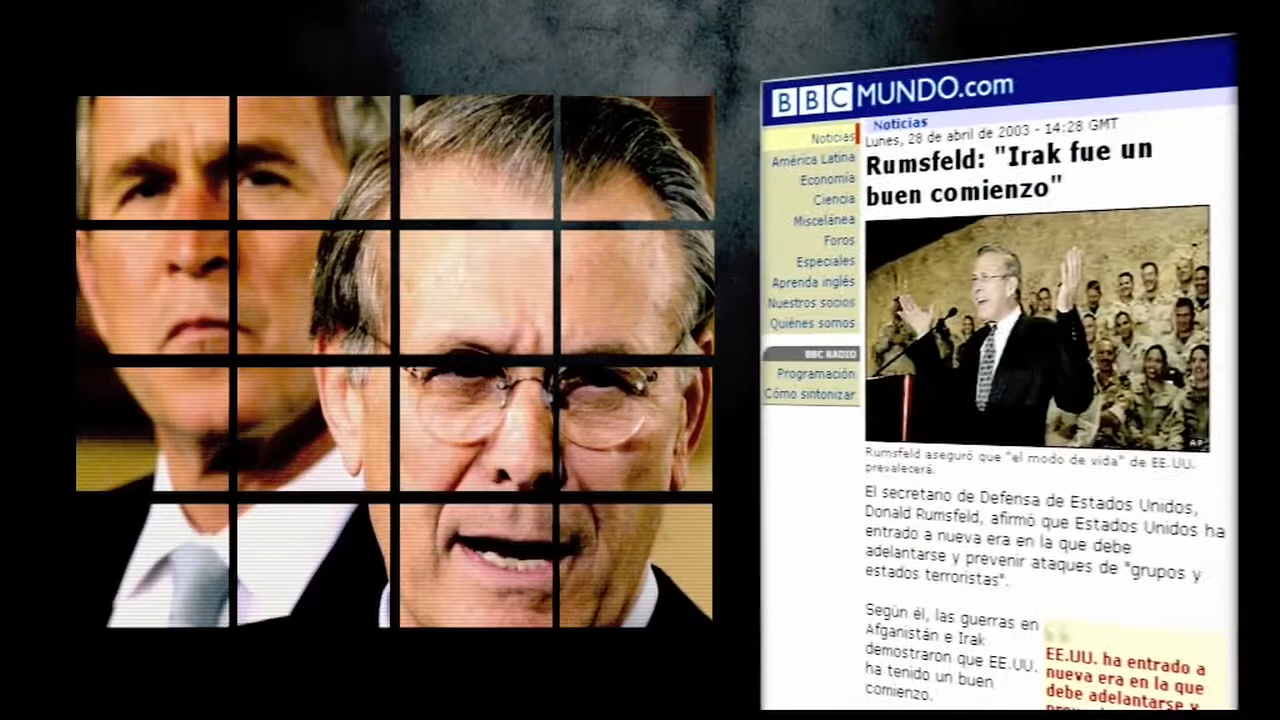 BBC MUNDO.com
Noticias
América Latina
Economía
Ciencia
Miscelánea
Foros
Especiales
Aprenda inglés
Nuestros socios
Quiénes somos
BBC RADIO
Programación
Cómo sintonizar
Noticias
Lunes, 28 de abril de 2003 - 14:28 GMT
Rumsfeld: "Irak fue un
buen comienzo"
AP
Rumsfeld aseguró que "el modo de vida" de EE.UU.
prevalecerá.
El secretario de Defensa de Estados Unidos,
Donald Rumsfeld, afirmó que Estados Unidos ha
entrado a nueva era en la que debe
adelantarse y prevenir ataques de "grupos y
estados terroristas".
Según él, las guerras en
Afganistán e Irak
demostraron que EE.UU.
ha tenido un buen
comienzo.
EE.UU. ha entrado a
nueva era en la que
debe adelantarse y